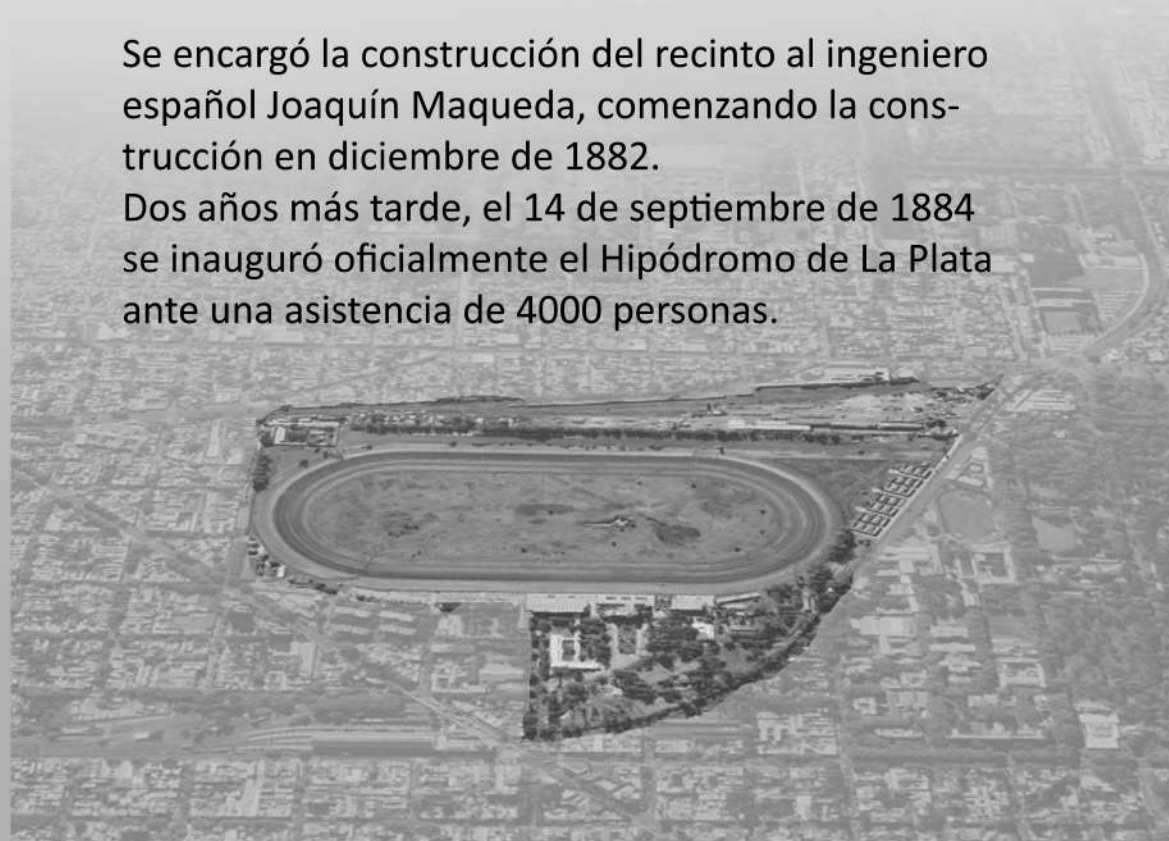 Se encargó la construcción del recinto al ingeniero
español Joaquín Maqueda, comenzando la cons-
trucción en diciembre de 1882.
Dos años más tarde, el 14 de septiembre de 1884
se inauguró oficialmente el Hipódromo de La Plata
ante una asistencia de 4000 personas.